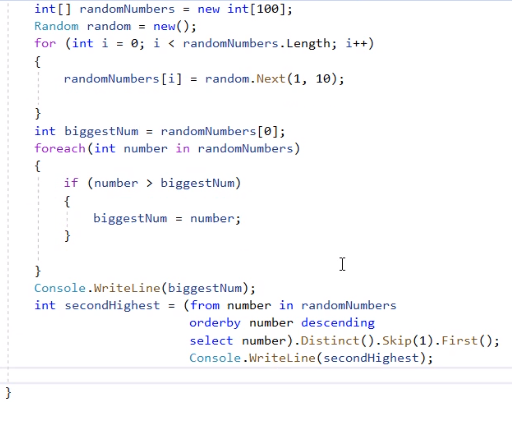 int[] randomNumbers = new int[100];
Random random = new();
for (int i = 0; i < randomNumbers.Length; i++)
{
randomNumbers[i] = random.Next(1, 10);
}
int biggestNum = randomNumbers[0];
foreach(int number in randomNumbers)
{
if (number > biggestNum)
{
biggestNum = number;
}
}
Console.WriteLine(biggestNum);
int secondHighest = (from number in randomNumbers
orderby number descending
select number).Distinct().Skip(1).First();
Console.WriteLine(secondHighest);
}